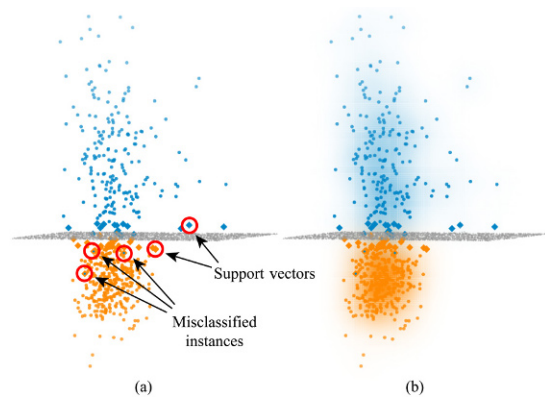 Support vectors
Misclassified
instances
(a)
(b)